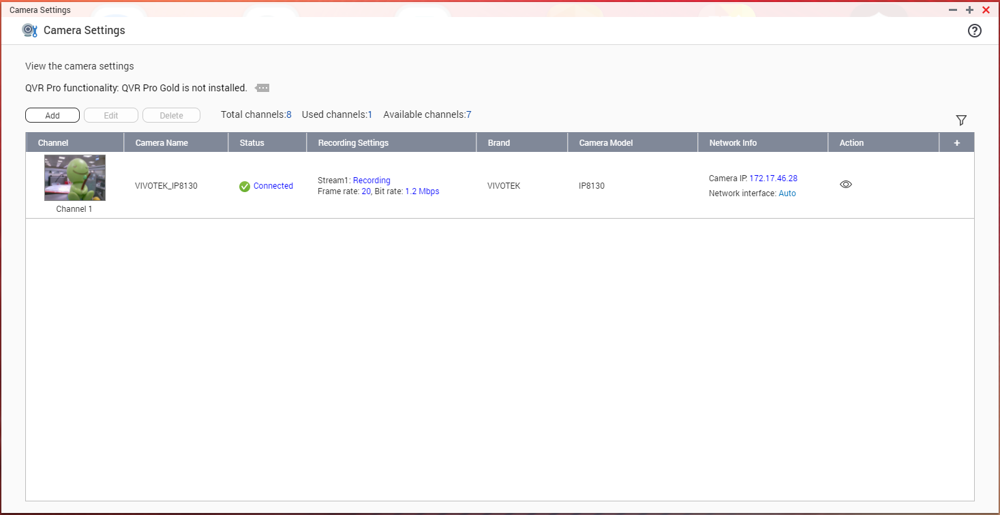 Camera Settings
Camera Settings
View the camera settings
QVR Pro functionality: QVR Pro Gold is not installed.
Add Edit Delete Total channels:8 Used channels:1 Available channels:7
Channel Camera Name Status Recording Settings Brand Camera Model Network Info Action +
VIVOTEK_IP8130 Connected
Stream1: Recording
Frame rate: 20, Bit rate: 1.2 Mbps
VIVOTEK IP8130
Camera IP: 172.17.46.28
Network interface: Auto
Channel 1